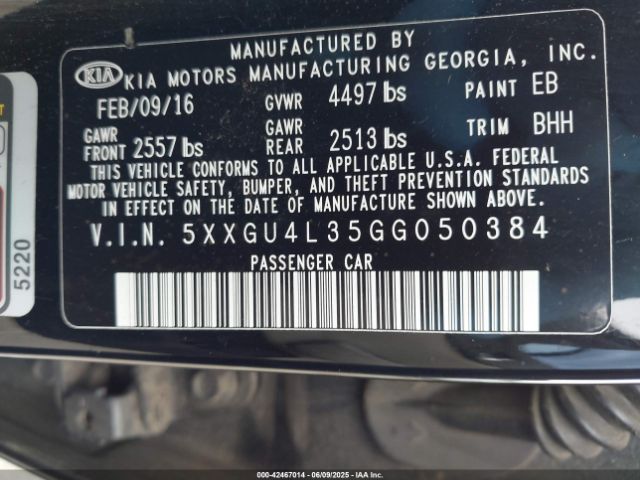 MANUFACTURED BY
KIA KIA MOTORS MANUFACTURING GEORGIA, INC.
FEB/09/16 GVWR 4497 lbs PAINT EB
GAWR FRONT 2557 lbs GAWR REAR 2513 lbs TRIM BHH
THIS VEHICLE CONFORMS TO ALL APPLICABLE U.S.A. FEDERAL
MOTOR VEHICLE SAFETY, BUMPER, AND THEFT PREVENTION STANDARDS
IN EFFECT ON THE DATE OF MANUFACTURE SHOWN ABOVE.
V.I.N. 5XXGU4L35GG050384
PASSENGER CAR
5220
000-42467014 | 06/09/2025 - IAA Inc.